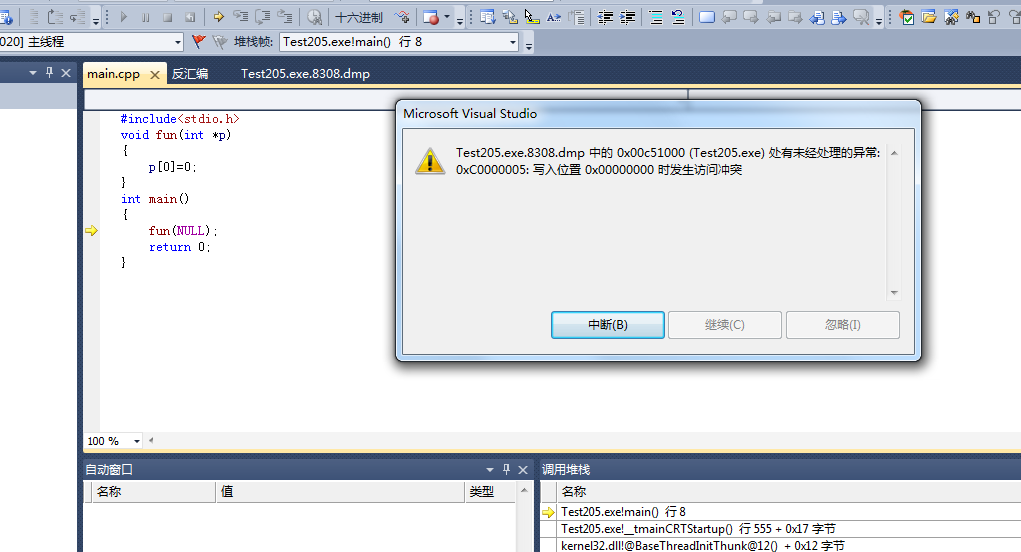 十六进制
020] 主线程
堆栈帧:
Test205.exe!main() 行 8
main.cpp
反汇编
Test205.exe.8308.dmp
#include<stdio.h>
void fun(int *p)
{
p[0]=0;
}
int main()
{
fun(NULL);
return 0;
}
Microsoft Visual Studio
Test205.exe.8308.dmp 中的 0x00c51000 (Test205.exe) 处有未经处理的异常:
0xC0000005: 写入位置 0x00000000 时发生访问冲突
中断(B)
继续(C)
忽略(I)
100 %
自动窗口
名称
值
类型
调用堆栈
名称
Test205.exe!main() 行 8
Test205.exe!__tmainCRTStartup() 行 555 + 0x17 字节
kernel32.dll!@BaseThreadInitThunk@12() + 0x12 字节